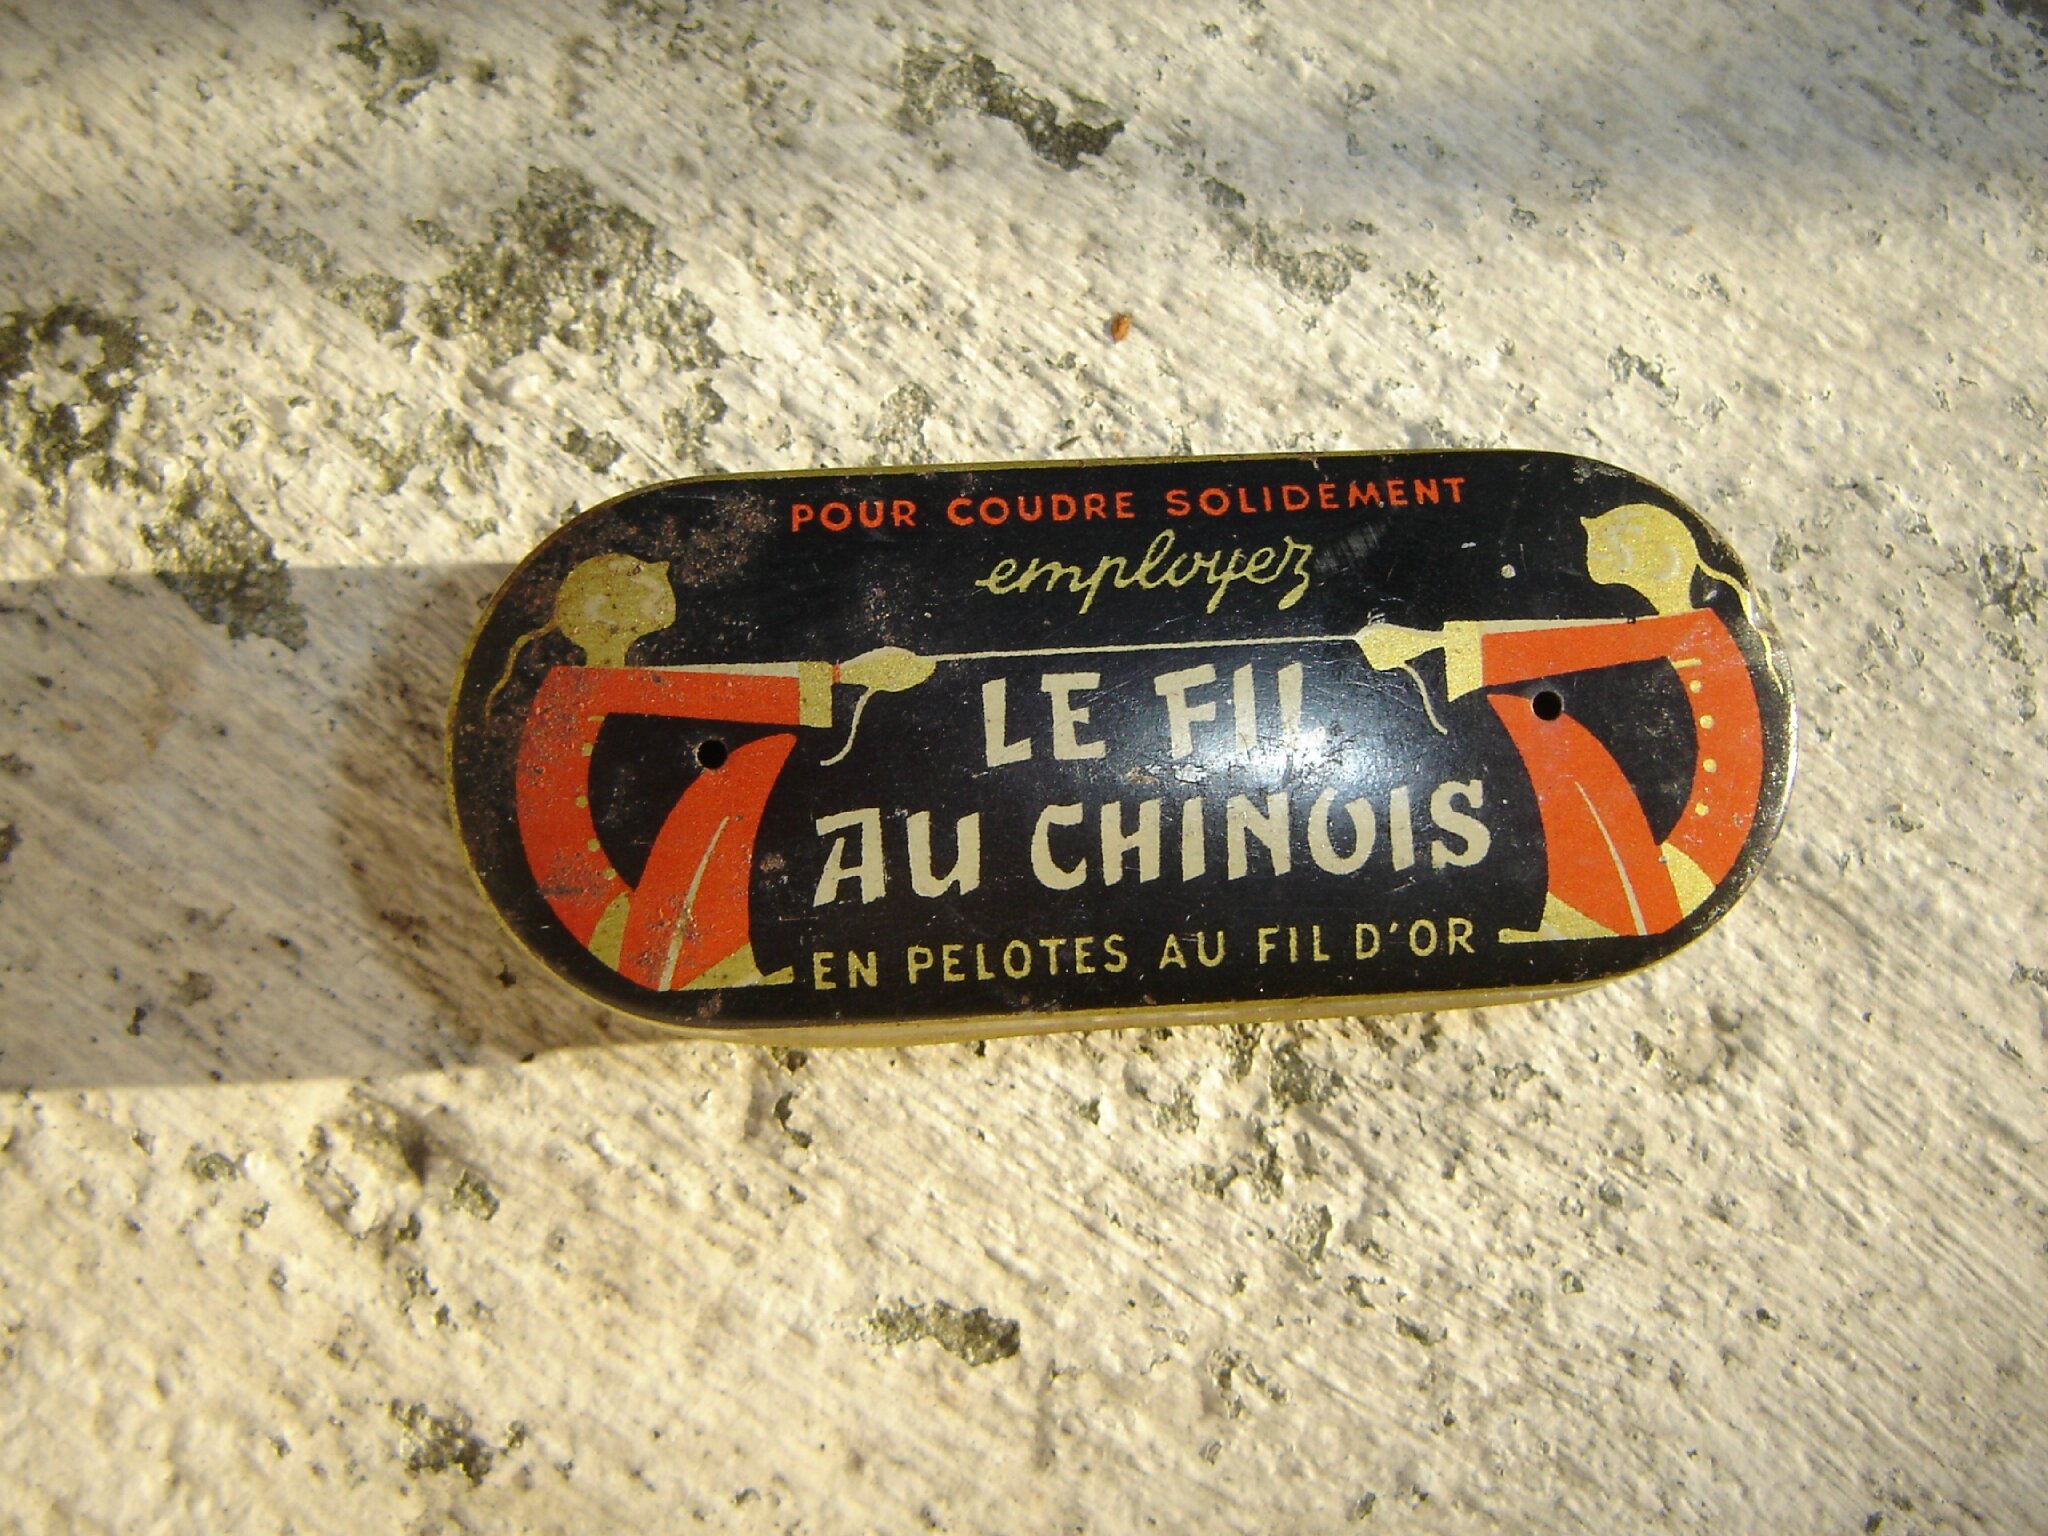 POUR COUDRE SOLIDEMENT
employez
LE FIL
AU CHINOIS
EN PELOTES AU FIL D'OR